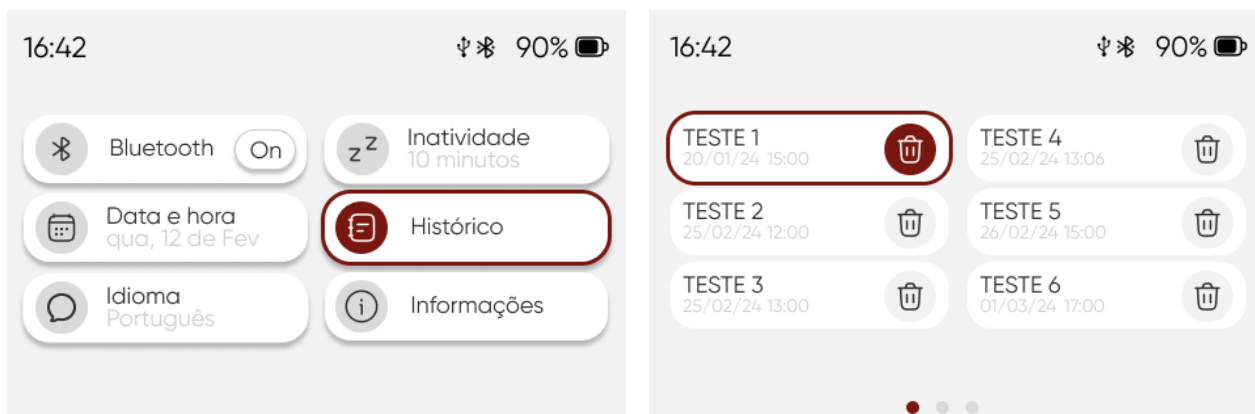 16:42
90%
Bluetooth
On
Inatividade
10 minutos
Data e hora
qua, 12 de Fev
Histórico
Idioma
Português
Informações
16:42
90%
TESTE 1
20/01/24 15:00
TESTE 4
25/02/24 13:06
TESTE 2
25/02/24 12:00
TESTE 5
26/02/24 15:00
TESTE 3
25/02/24 13:00
TESTE 6
01/03/24 17:00